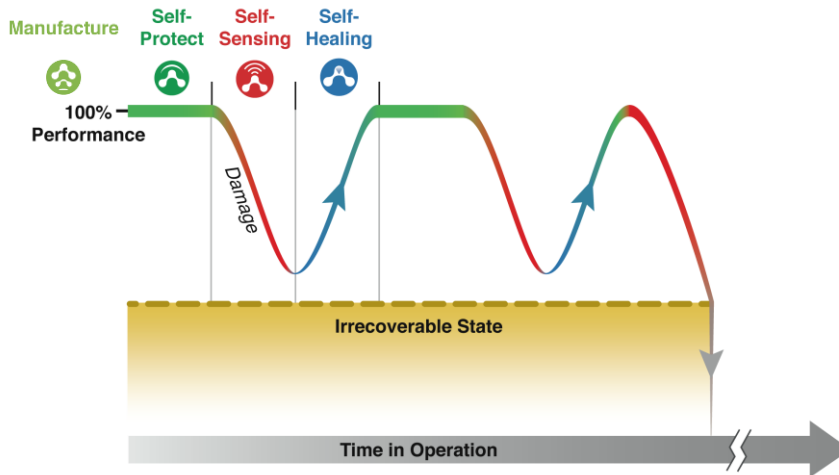 Manufacture
Self-
Protect
Self-
Sensing
Self-
Healing
100%
Performance
Damage
Irrecoverable State
Time in Operation